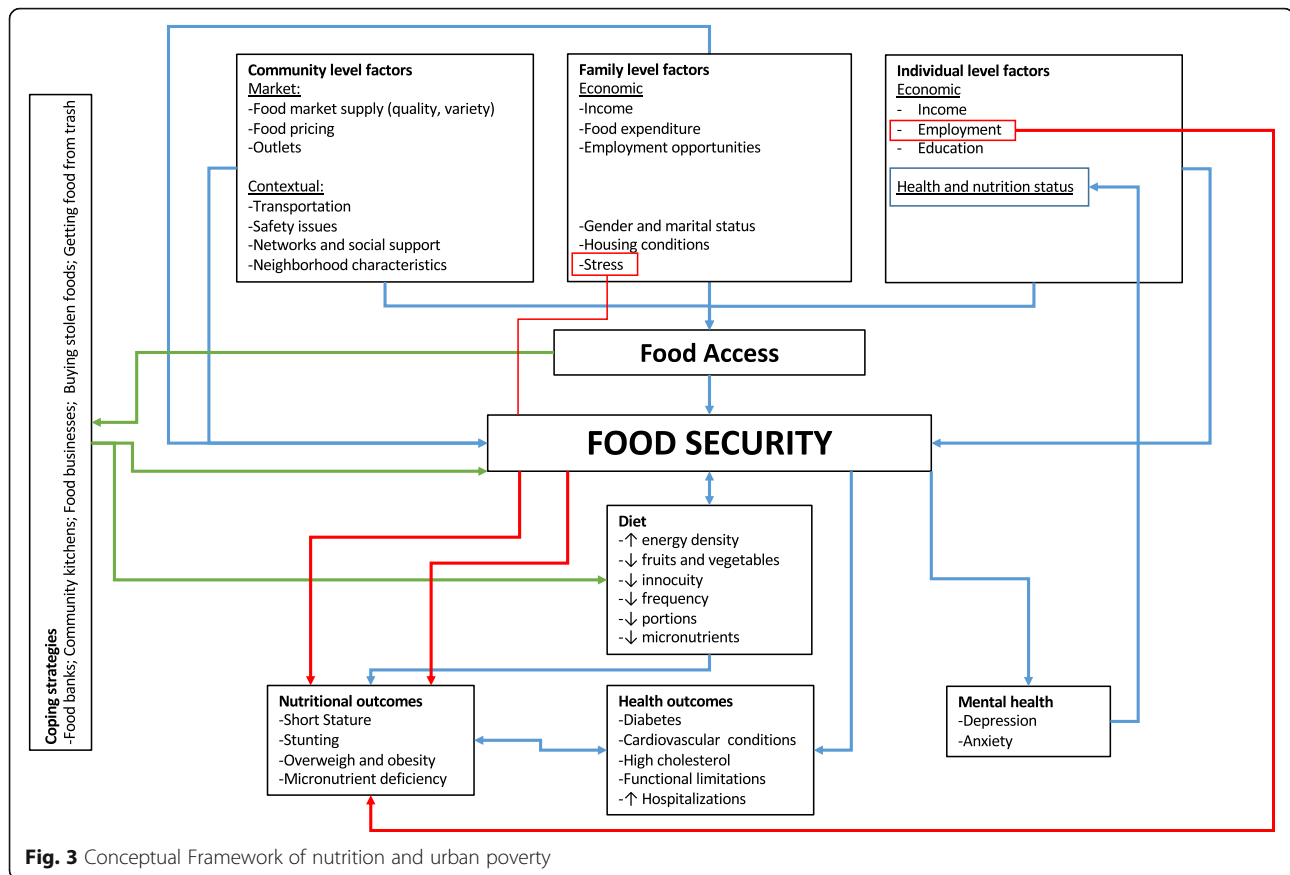 Community level factors
Market:
-Food market supply (quality, variety)
-Food pricing
-Outlets
Contextual:
-Transportation
-Safety issues
-Networks and social support
-Neighborhood characteristics
Family level factors
Economic
-Income
-Food expenditure
-Employment opportunities
-Gender and marital status
-Housing conditions
-Stress
Individual level factors
Economic
- Income
- Employment
- Education
Health and nutrition status
Coping strategies
-Food banks; Community kitchens; Food businesses; Buying stolen foods; Getting food from trash
Food Access
FOOD SECURITY
Diet
-↑ energy density
-↓ fruits and vegetables
-↓ innocuity
-↓ frequency
-↓ portions
-↓ micronutrients
Nutritional outcomes
-Short Stature
-Stunting
-Overweigh and obesity
-Micronutrient deficiency
Health outcomes
-Diabetes
-Cardiovascular conditions
-High cholesterol
-Functional limitations
-↑ Hospitalizations
Mental health
-Depression
-Anxiety
Fig. 3 Conceptual Framework of nutrition and urban poverty